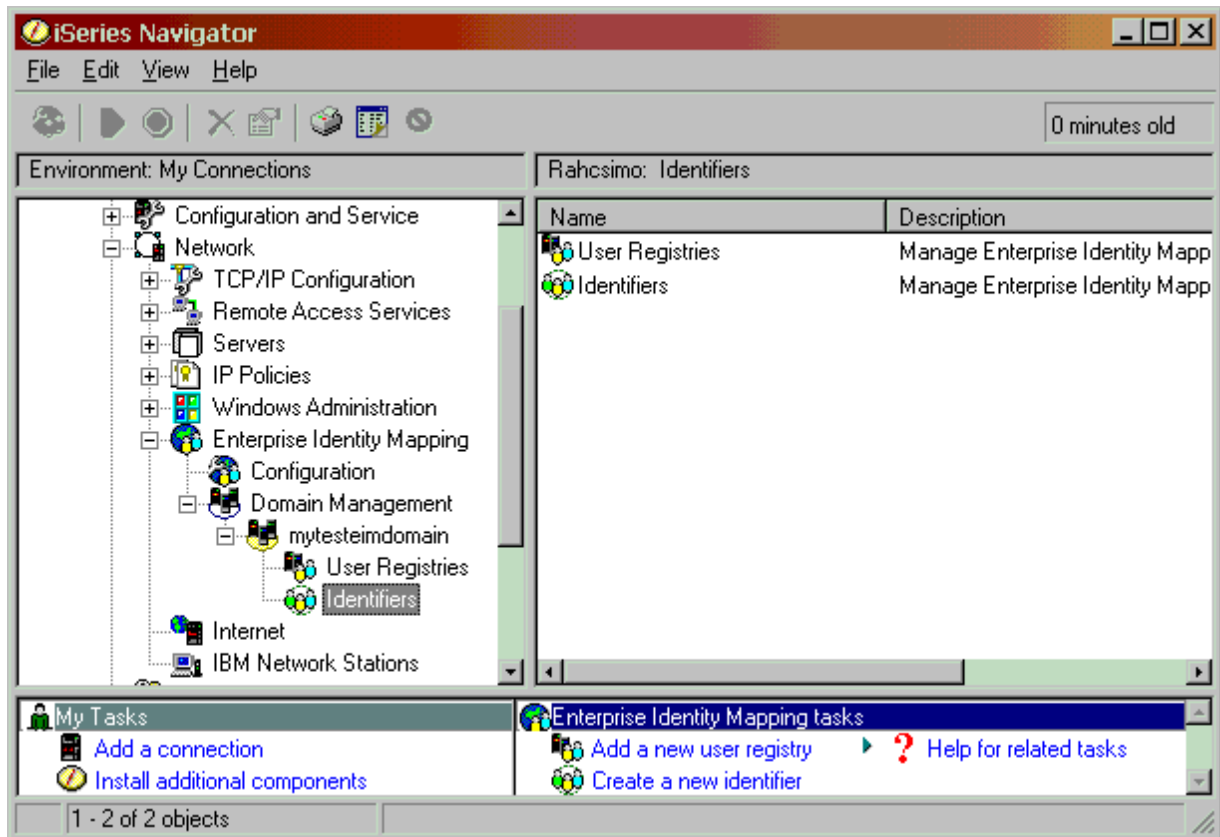 iSeries Navigator
File Edit View Help
0 minutes old
Environment: My Connections
Rahcsimo: Identifiers
Configuration and Service
Network
TCP/IP Configuration
Remote Access Services
Servers
IP Policies
Windows Administration
Enterprise Identity Mapping
Configuration
Domain Management
mytesteimdomain
User Registries
Identifiers
Internet
IBM Network Stations
Name Description
User Registries Manage Enterprise Identity Mapp
Identifiers Manage Enterprise Identity Mapp
My Tasks
Add a connection
Install additional components
Enterprise Identity Mapping tasks
Add a new user registry
Create a new identifier
? Help for related tasks
1 - 2 of 2 objects